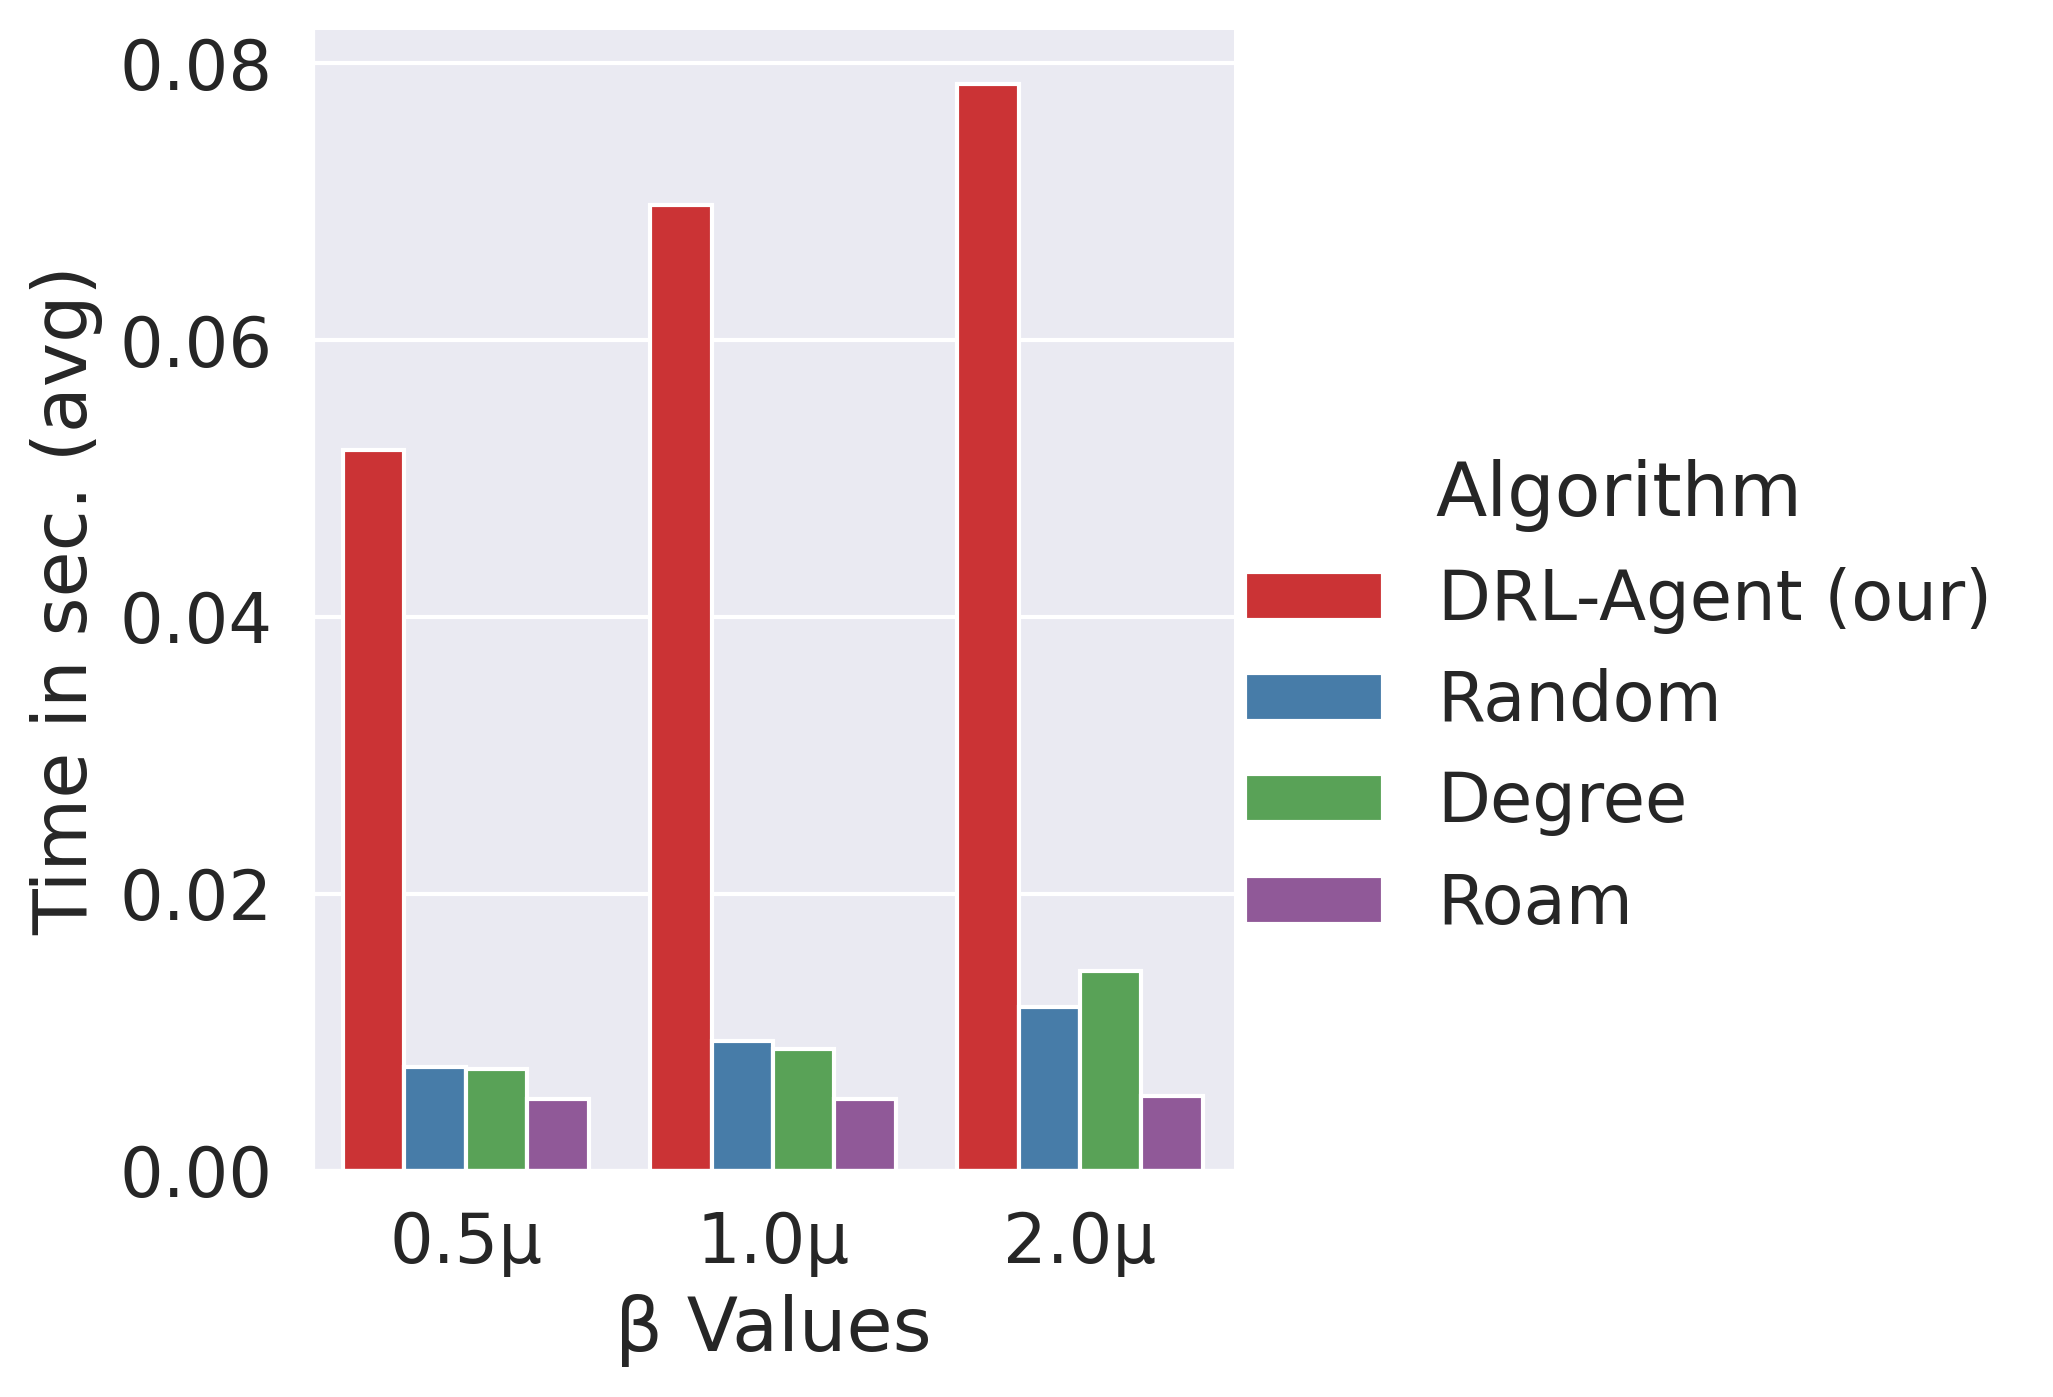 0.08
0.06
0.04
0.02
0.00
Time in sec. (avg)
0.5μ 1.0μ 2.0μ
β Values
Algorithm
DRL-Agent (our)
Random
Degree
Roam